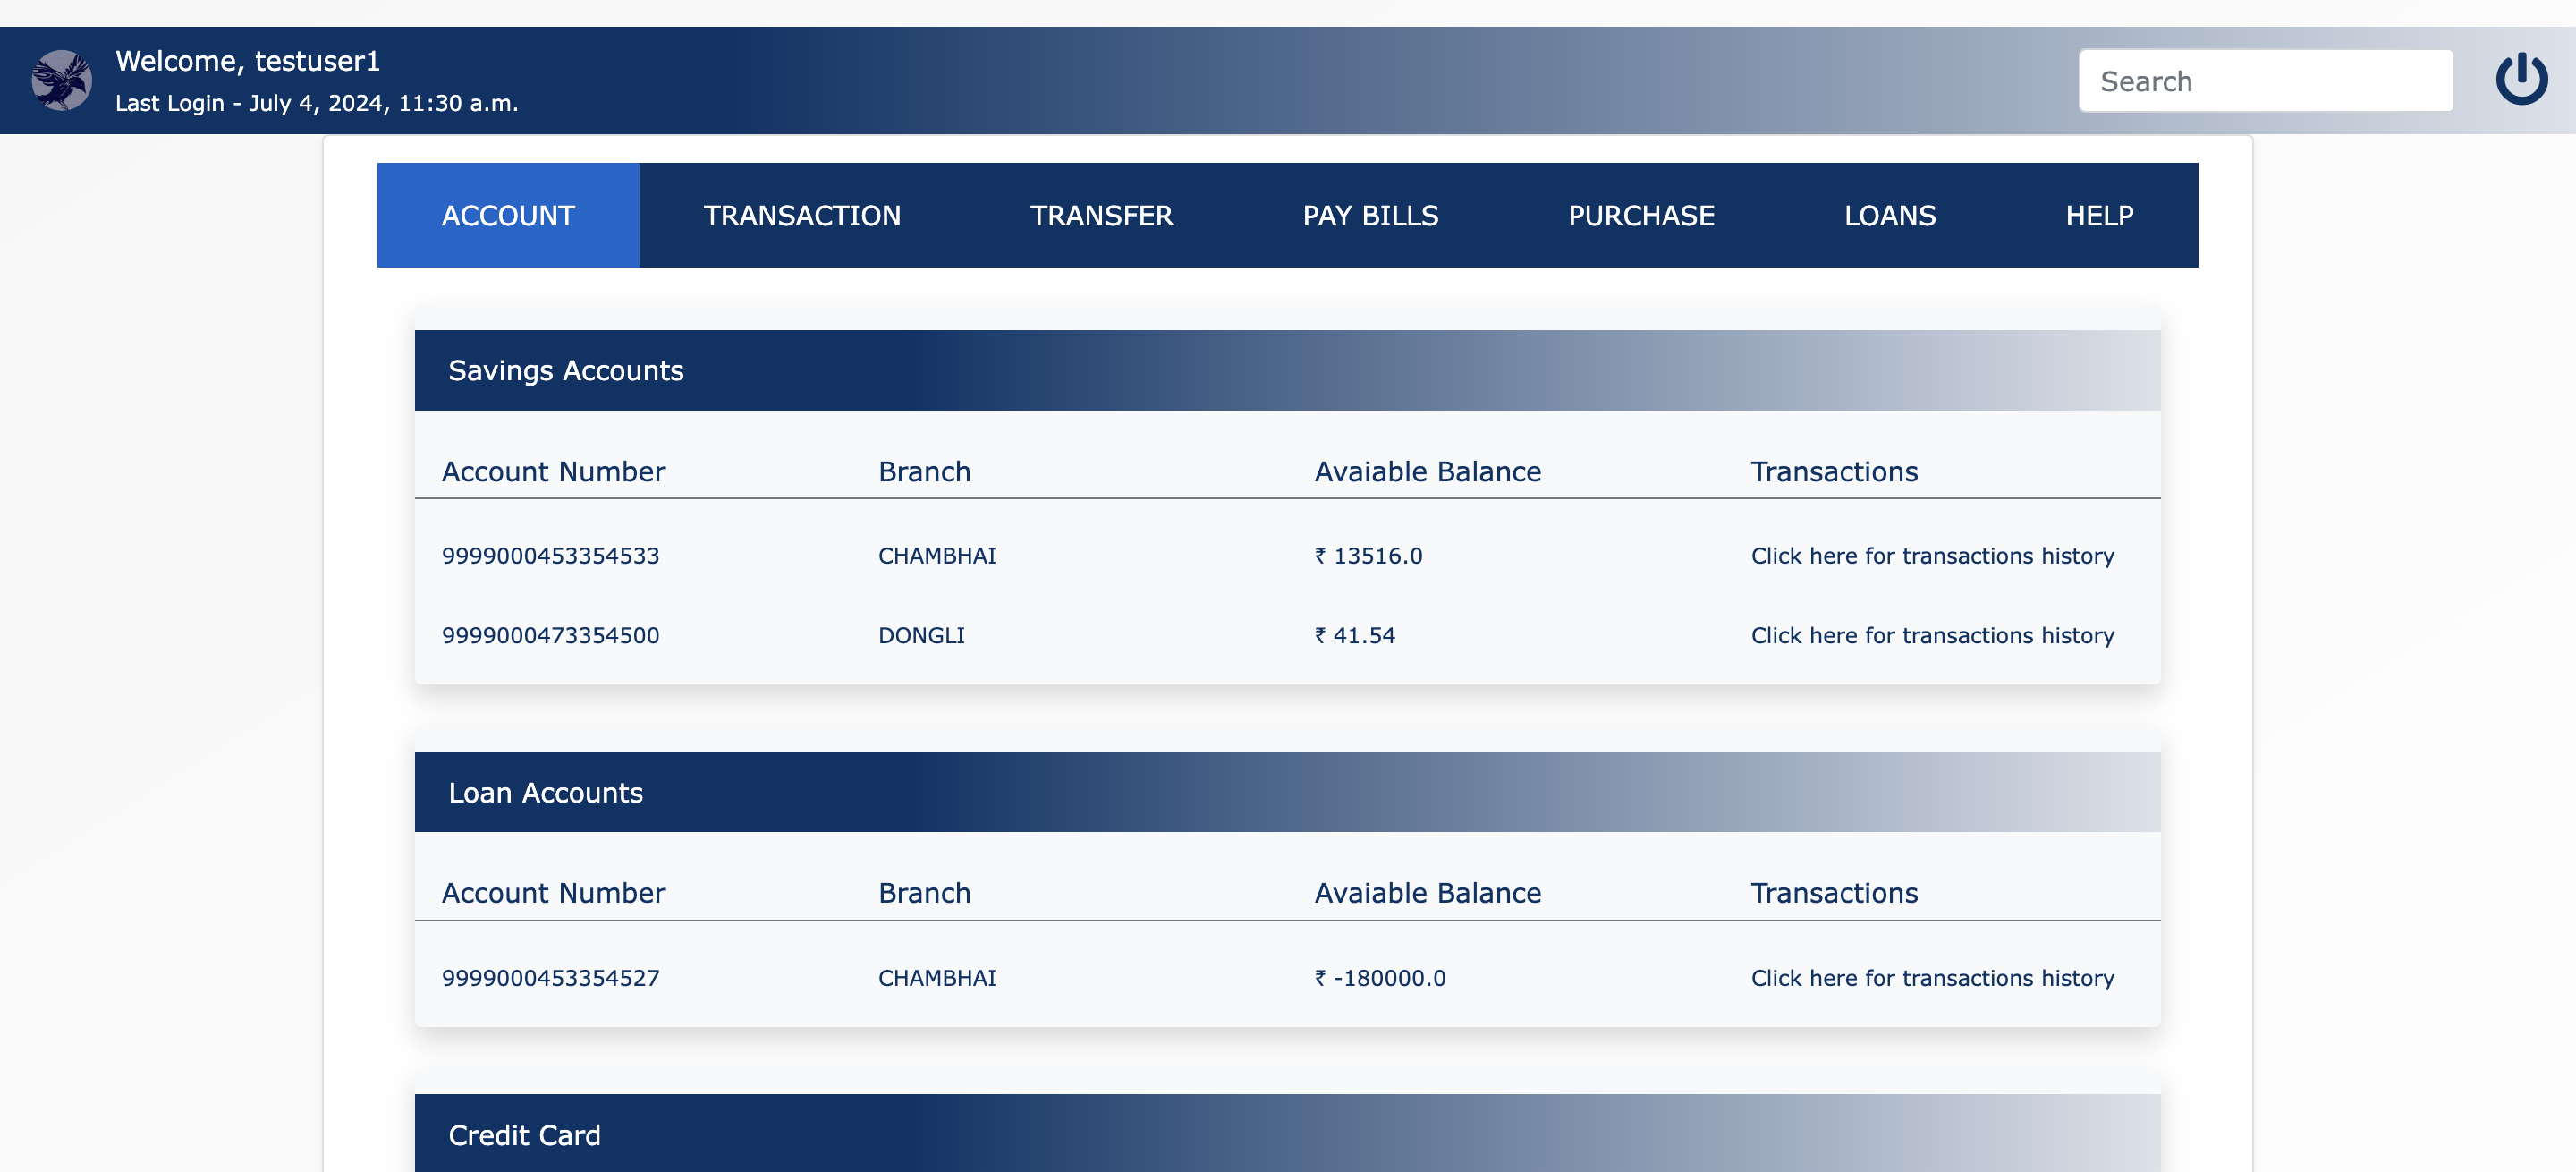 Welcome, testuser1
Last Login - July 4, 2024, 11:30 a.m.
Search
ACCOUNT TRANSACTION TRANSFER PAY BILLS PURCHASE LOANS HELP
Savings Accounts
Account Number Branch Avaiable Balance Transactions
9999000453354533 CHAMBHAI ₹ 13516.0 Click here for transactions history
9999000473354500 DONGLI ₹ 41.54 Click here for transactions history
Loan Accounts
Account Number Branch Avaiable Balance Transactions
9999000453354527 CHAMBHAI ₹ -180000.0 Click here for transactions history
Credit Card